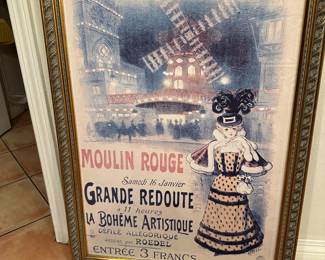 MOULIN ROUGE
Samedi 16 Janvier
GRANDE REDOUTE
à 11 heures
LA BOHÊME ARTISTIQUE
DÉFILÉ ALLÉGORIQUE
ROEDEL
ENTRÉE 3 FRANCS